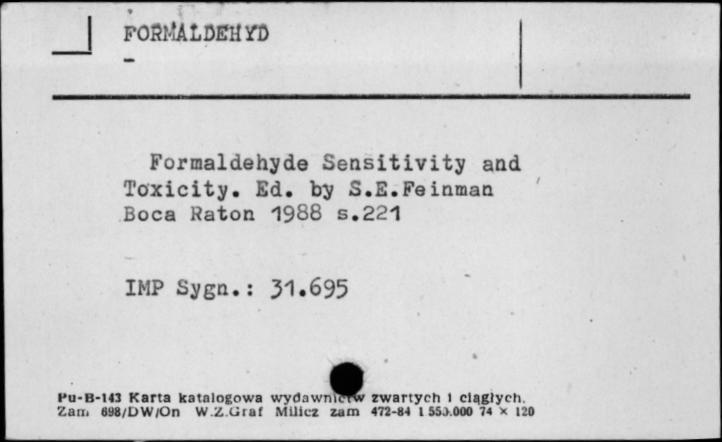 FORMALDEHYD
-
Formaldehyde Sensitivity and
Toxicity. Ed. by S.E.Feinman
Boca Raton 1988 s.221
IMP Sygn.: 31.695
Pu-B-143 Karta katalogowa wydawnictw zwartych i ciągłych.
Zam. 698/DW/On W.Z.Graf Milicz zam 472-84 1 550.000 74 × 120